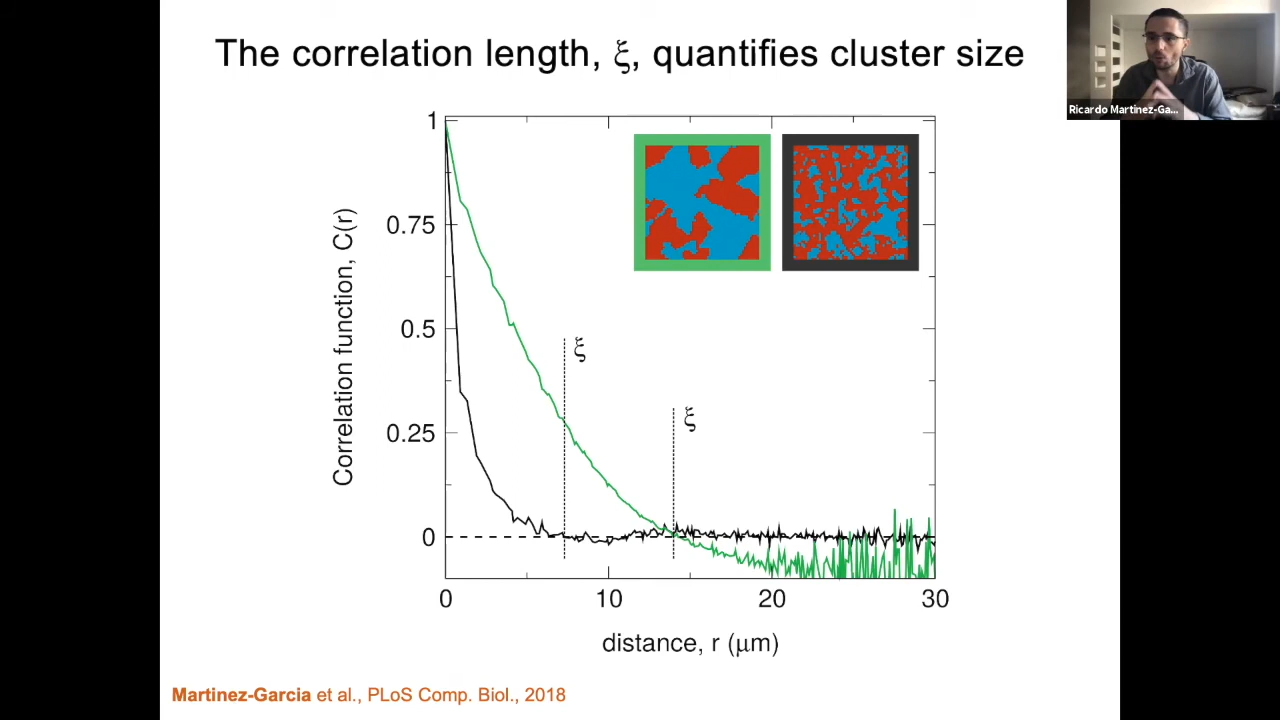 The correlation length, ξ, quantifies cluster size
Ricardo Martinez-Ga...
1
0.75
0.5
0.25
0
Correlation function, C(r)
ξ
ξ
0 10 20 30
distance, r (μm)
Martinez-Garcia et al., PLoS Comp. Biol., 2018